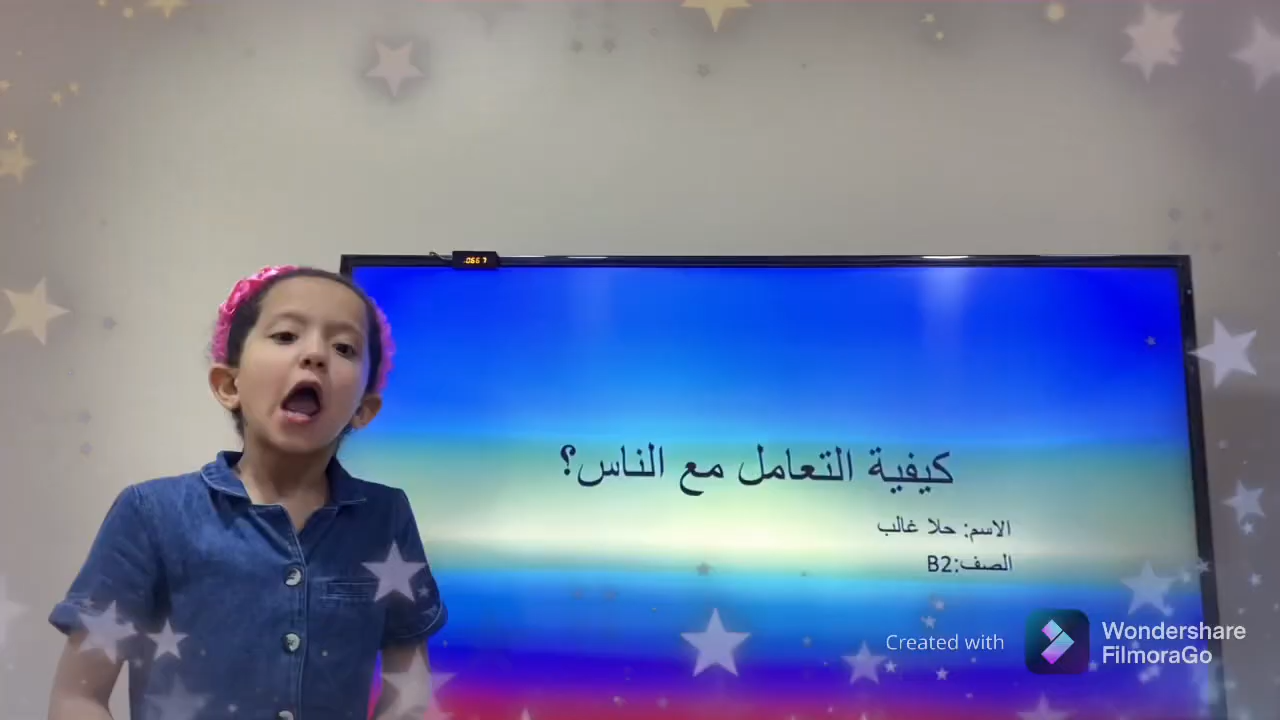 كيفية التعامل مع الناس؟
الاسم: حلا غالب
الصف:B2
Created with
Wondershare
FilmoraGo